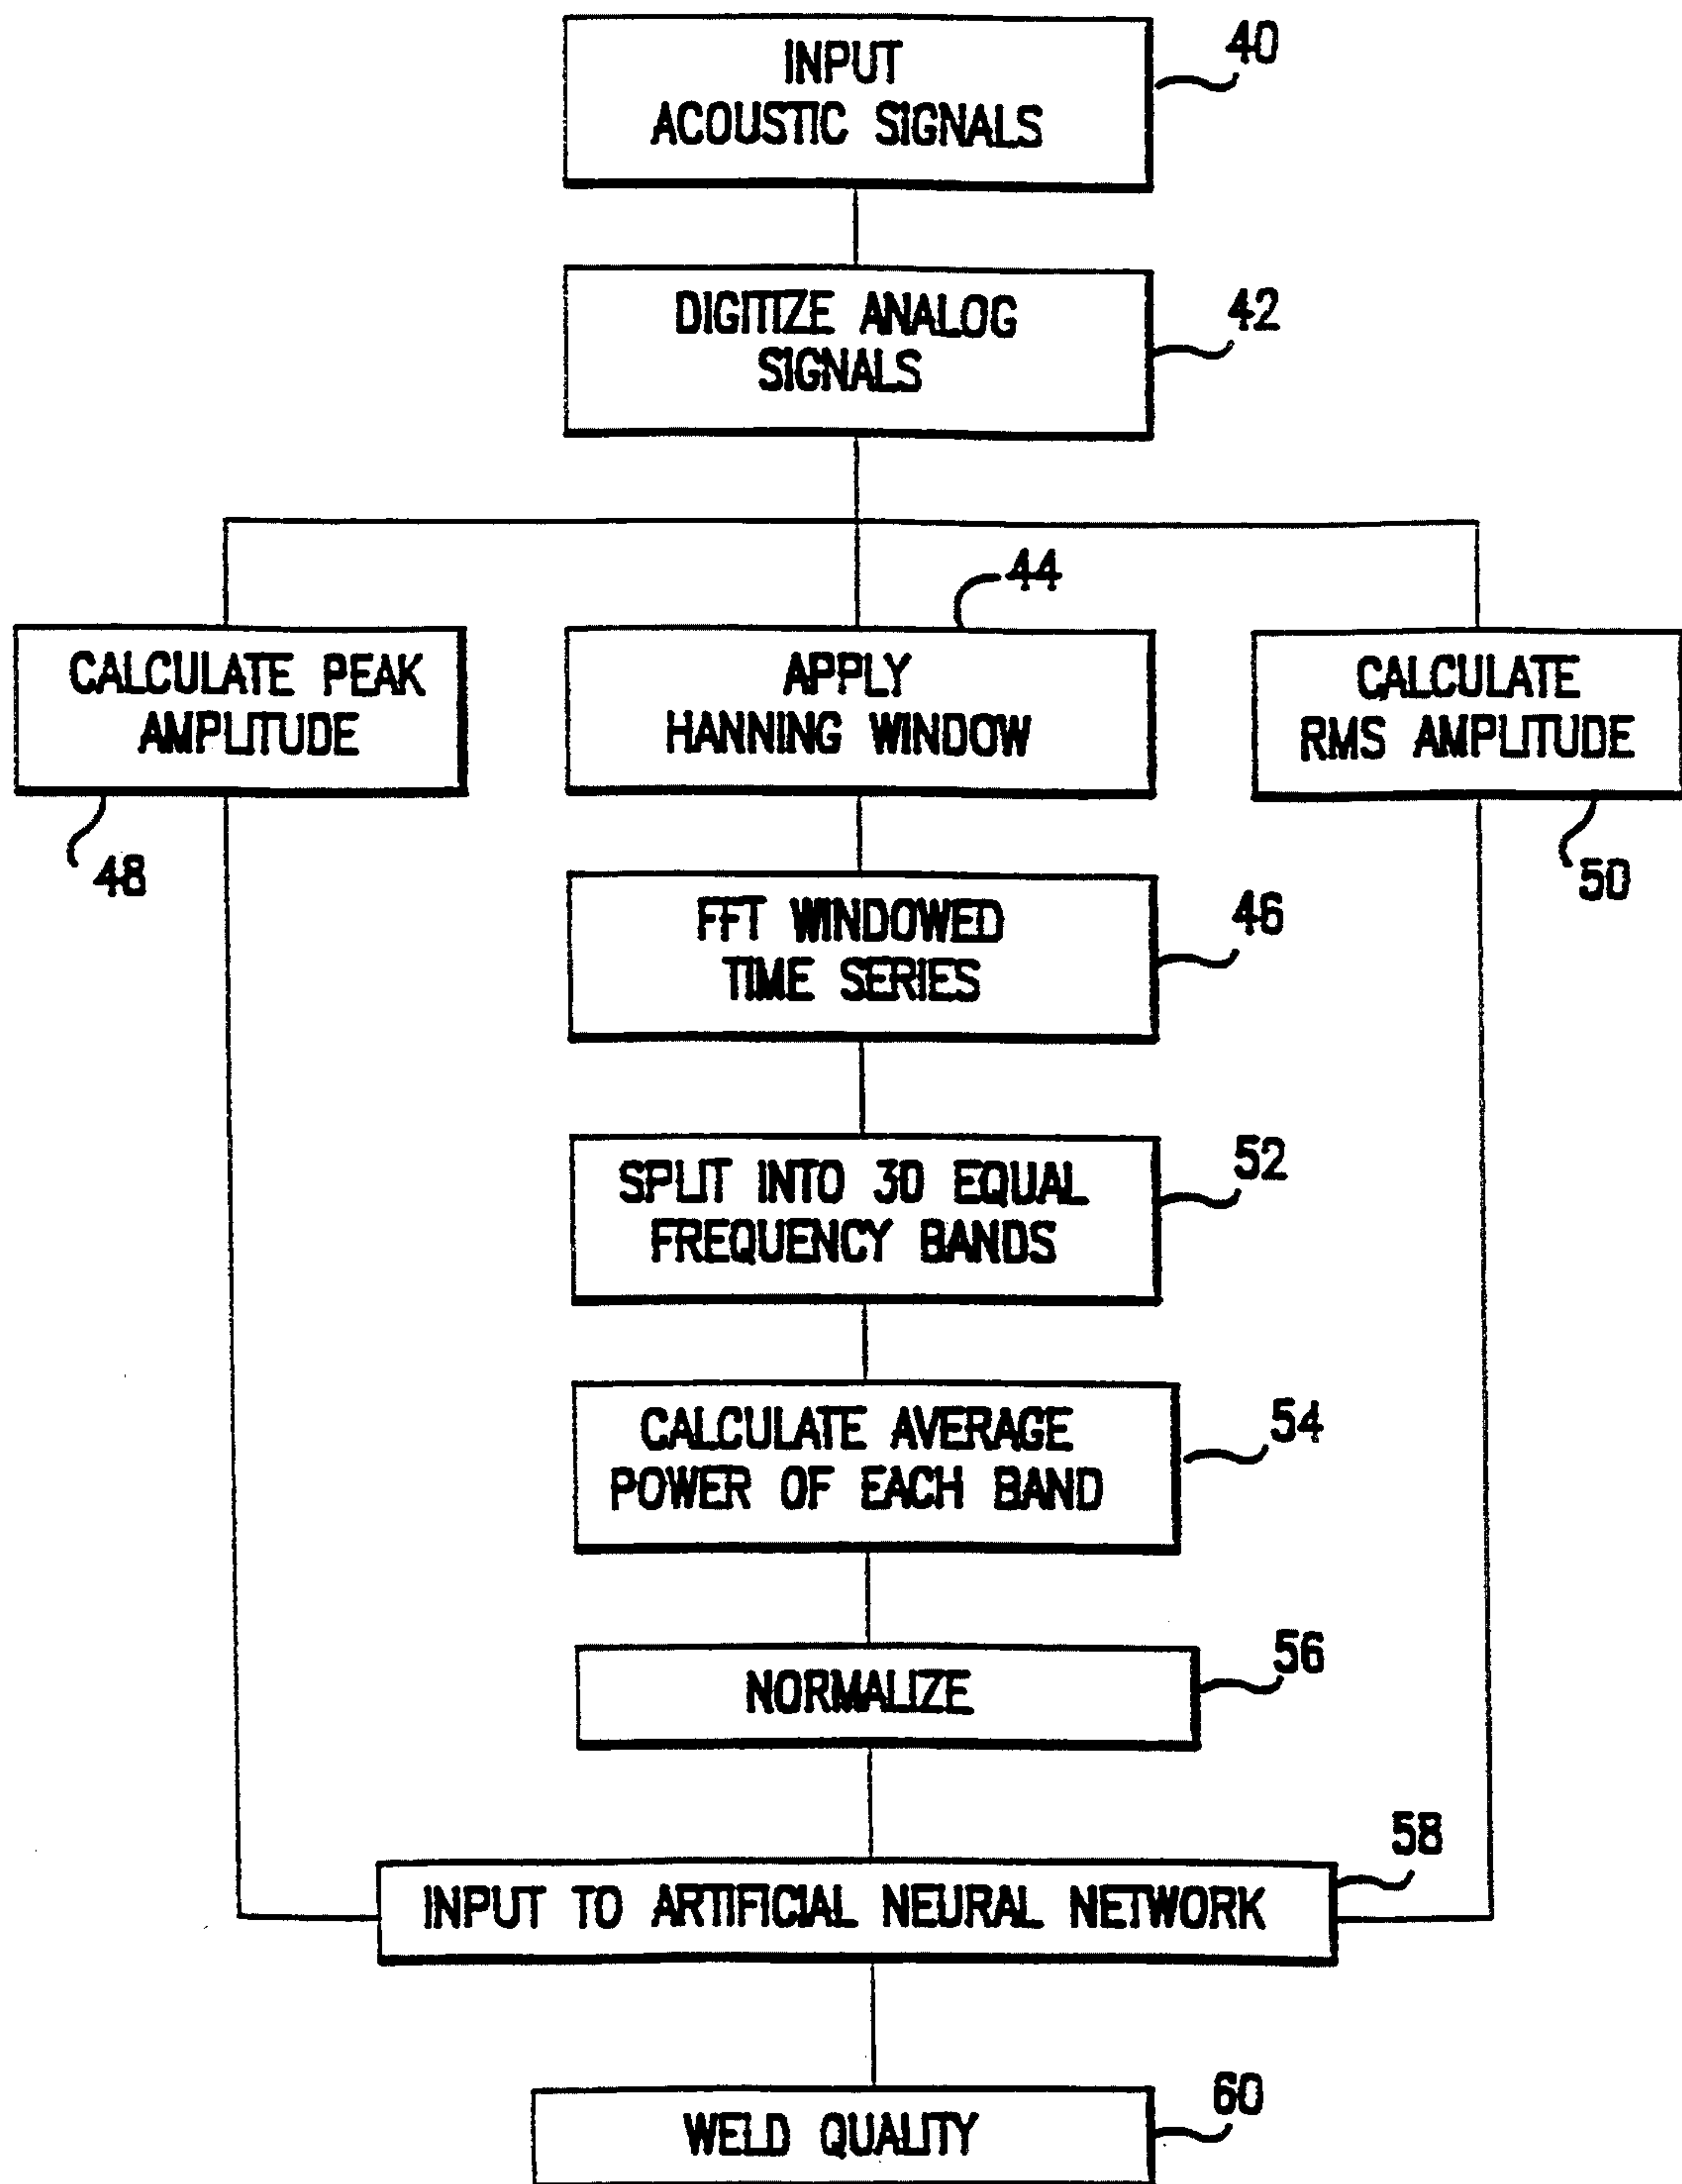 INPUT
ACOUSTIC SIGNALS
40
DIGITIZE ANALOG
SIGNALS
42
44
CALCULATE PEAK
AMPLITUDE
48
APPLY
HANNING WINDOW
CALCULATE
RMS AMPLITUDE
50
FFT WINDOWED
TIME SERIES
46
SPLIT INTO 30 EQUAL
FREQUENCY BANDS
52
CALCULATE AVERAGE
POWER OF EACH BAND
54
NORMALIZE
56
INPUT TO ARTIFICIAL NEURAL NETWORK
58
WELD QUALITY
60